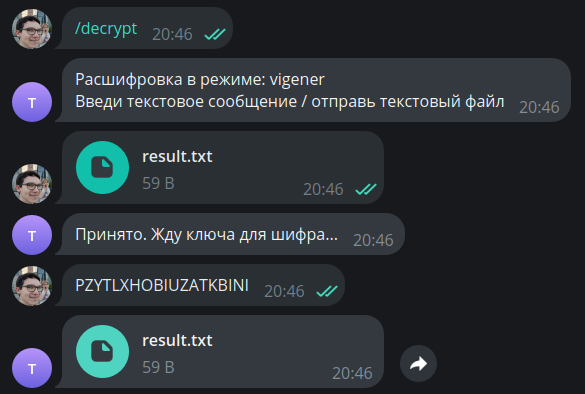 /decrypt 20:46
Расшифровка в режиме: vigener
Введи текстовое сообщение / отправь текстовый файл 20:46
result.txt
59 B 20:46
Принято. Жду ключа для шифра... 20:46
PZYTLXHOBIUZATKBINI 20:46
result.txt
59 B 20:46
T
T
T